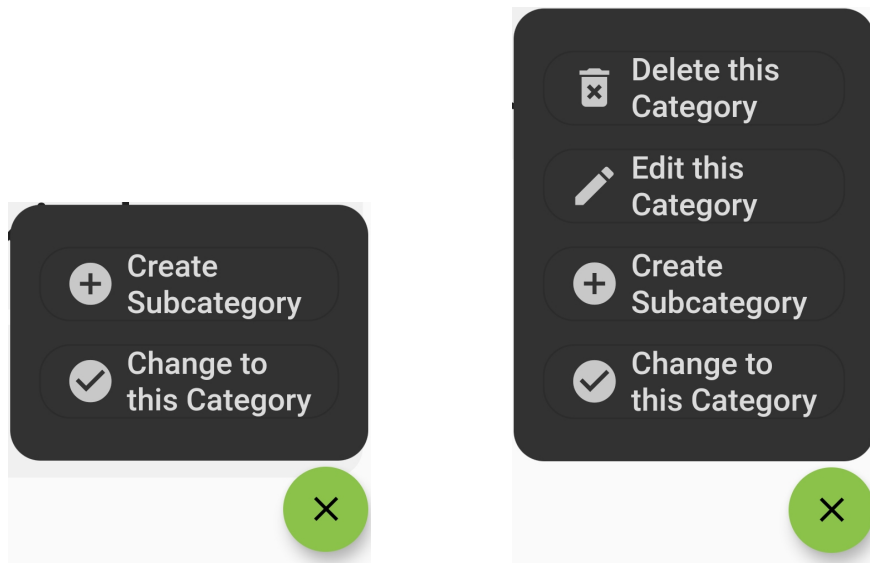 Create
Subcategory
Change to
this Category
Delete this
Category
Edit this
Category
Create
Subcategory
Change to
this Category